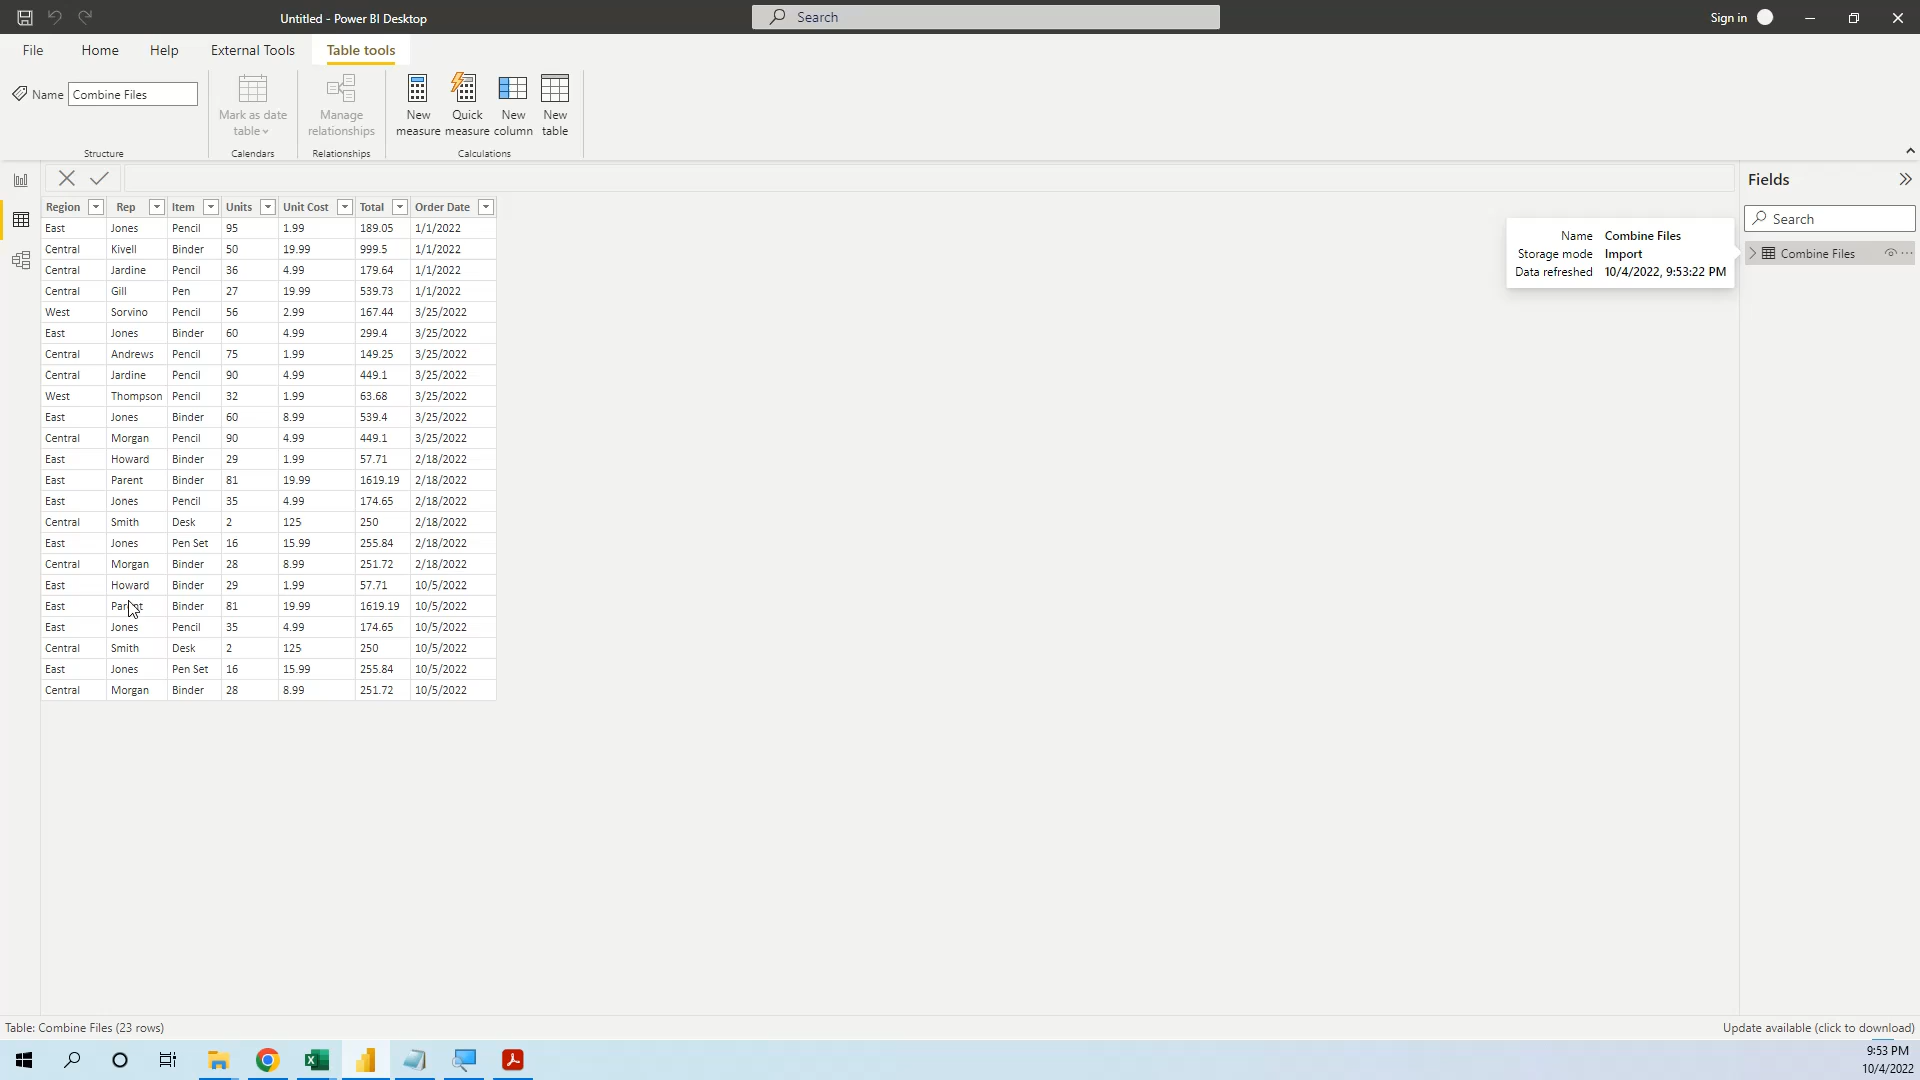 Untitled - Power BI Desktop
Search
Sign in
File Home Help External Tools Table tools
Name Combine Files
Mark as date table
Manage relationships
New measure
Quick measure
New column
New table
Structure Calendars Relationships Calculations
Region Rep Item Units Unit Cost Total Order Date
East Jones Pencil 95 1.99 189.05 1/1/2022
Central Kivell Binder 50 19.99 999.5 1/1/2022
Central Jardine Pencil 36 4.99 179.64 1/1/2022
Central Gill Pen 27 19.99 539.73 1/1/2022
West Sorvino Pencil 56 2.99 167.44 3/25/2022
East Jones Binder 60 4.99 299.4 3/25/2022
Central Andrews Pencil 75 1.99 149.25 3/25/2022
Central Jardine Pencil 90 4.99 449.1 3/25/2022
West Thompson Pencil 32 1.99 63.68 3/25/2022
East Jones Binder 60 8.99 539.4 3/25/2022
Central Morgan Pencil 90 4.99 449.1 3/25/2022
East Howard Binder 29 1.99 57.71 2/18/2022
East Parent Binder 81 19.99 1619.19 2/18/2022
East Jones Pencil 35 4.99 174.65 2/18/2022
Central Smith Desk 2 125 250 2/18/2022
East Jones Pen Set 16 15.99 255.84 2/18/2022
Central Morgan Binder 28 8.99 251.72 2/18/2022
East Howard Binder 29 1.99 57.71 10/5/2022
East Parent Binder 81 19.99 1619.19 10/5/2022
East Jones Pencil 35 4.99 174.65 10/5/2022
Central Smith Desk 2 125 250 10/5/2022
East Jones Pen Set 16 15.99 255.84 10/5/2022
Central Morgan Binder 28 8.99 251.72 10/5/2022
Name Combine Files
Storage mode Import
Data refreshed 10/4/2022, 9:53:22 PM
Fields
Search
Combine Files
Table: Combine Files (23 rows)
Update available (click to download)
9:53 PM
10/4/2022